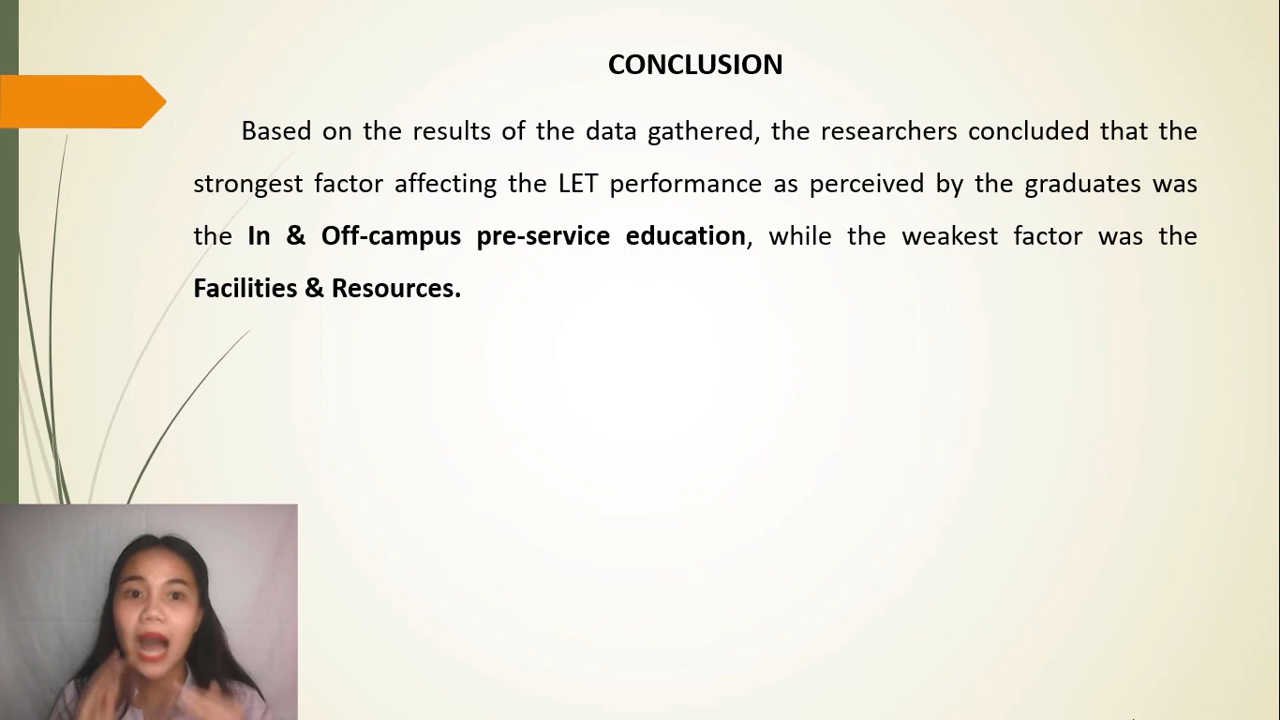 CONCLUSION
Based on the results of the data gathered, the researchers concluded that the
strongest factor affecting the LET performance as perceived by the graduates was
the In & Off-campus pre-service education, while the weakest factor was the
Facilities & Resources.